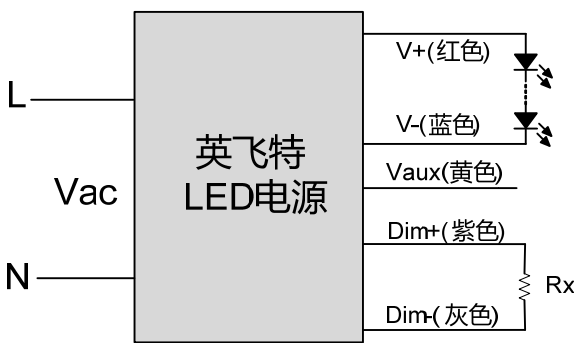 L
Vac
N
英飞特
LED电源
V+(红色)
V-(蓝色)
Vaux(黄色)
Dim+(紫色)
Rx
Dim-(灰色)